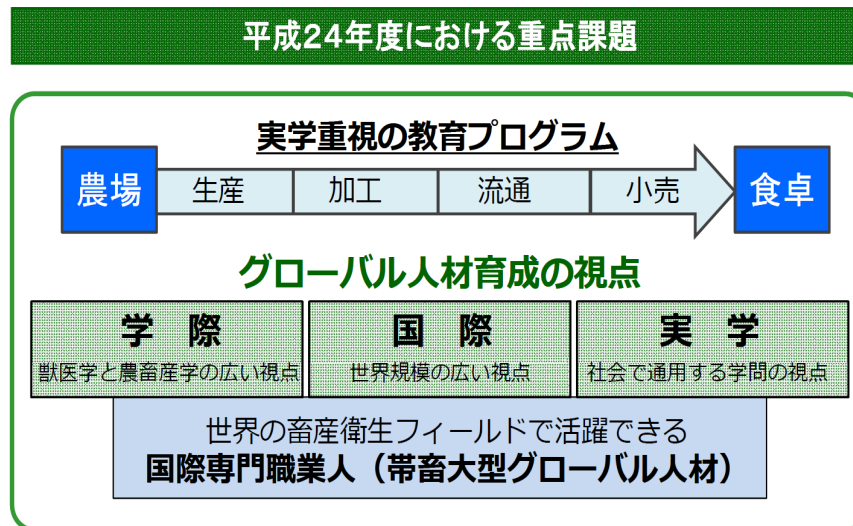 平成24年度における重点課題
実学重視の教育プログラム
農場 生産 加工 流通 小売 食卓
グローバル人材育成の視点
学 際 国 際 実 学
獣医学と農畜産学の広い視点 世界規模の広い視点 社会で通用する学問の視点
世界の畜産衛生フィールドで活躍できる
国際専門職業人（帯畜大型グローバル人材）